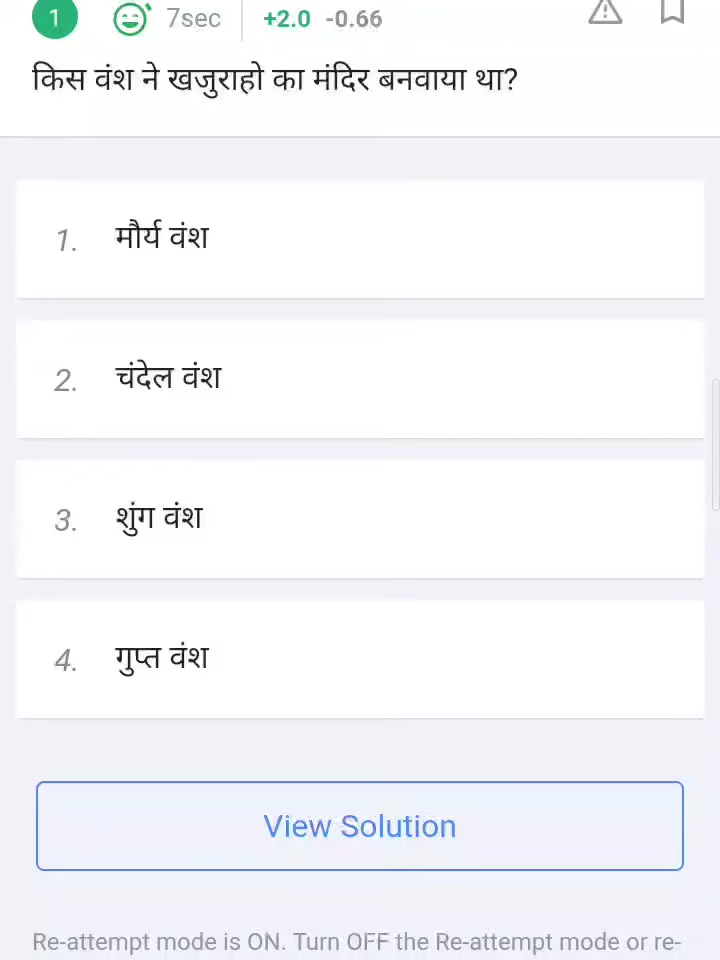 1 7sec +2.0 -0.66
किस वंश ने खजुराहो का मंदिर बनवाया था?
1. मौर्य वंश
2. चंदेल वंश
3. शुंग वंश
4. गुप्त वंश
View Solution
Re-attempt mode is ON. Turn OFF the Re-attempt mode or re-